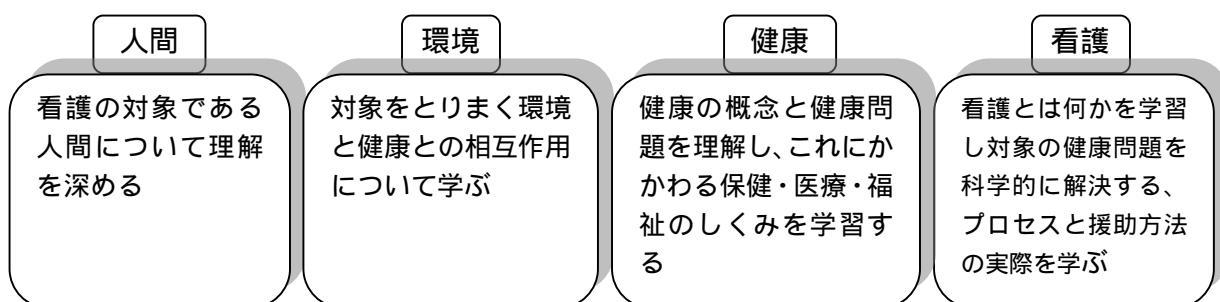 人間
看護の対象である
人間について理解
を深める
環境
対象をとりまく環境
と健康との相互作用
について学ぶ
健康
健康の概念と健康問
題を理解し、これにか
かわる保健・医療・福
祉のしくみを学習す
る
看護
看護とは何かを学習
し対象の健康問題を
科学的に解決する、
プロセスと援助方法
の実際を学ぶ